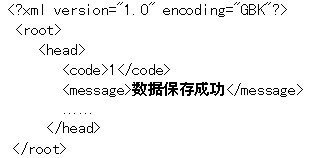 <?xml version="1.0" encoding="GBK"?>
<root>
<head>
<code>1</code>
<message>数据保存成功</message>
……
</head>
</root>